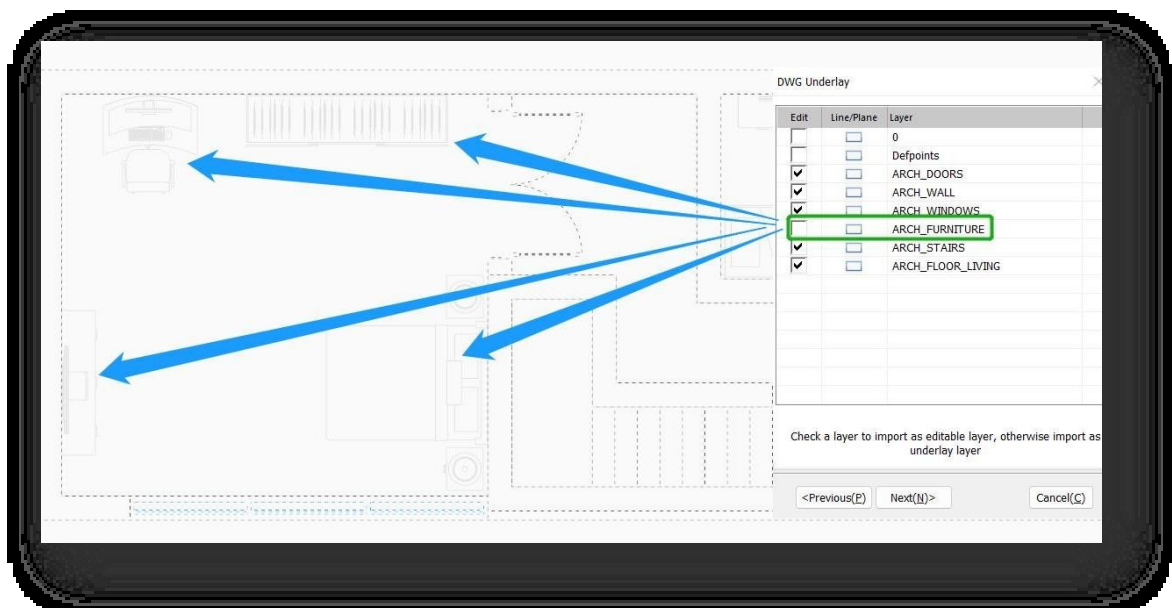 DWG Underlay
Edit Line/Plane Layer
0
Defpoints
ARCH_DOORS
ARCH_WALL
ARCH_WINDOWS
ARCH_FURNITURE
ARCH_STAIRS
ARCH_FLOOR_LIVING
Check a layer to import as editable layer, otherwise import as
underlay layer
<Previous(P) Next(N)> Cancel(C)